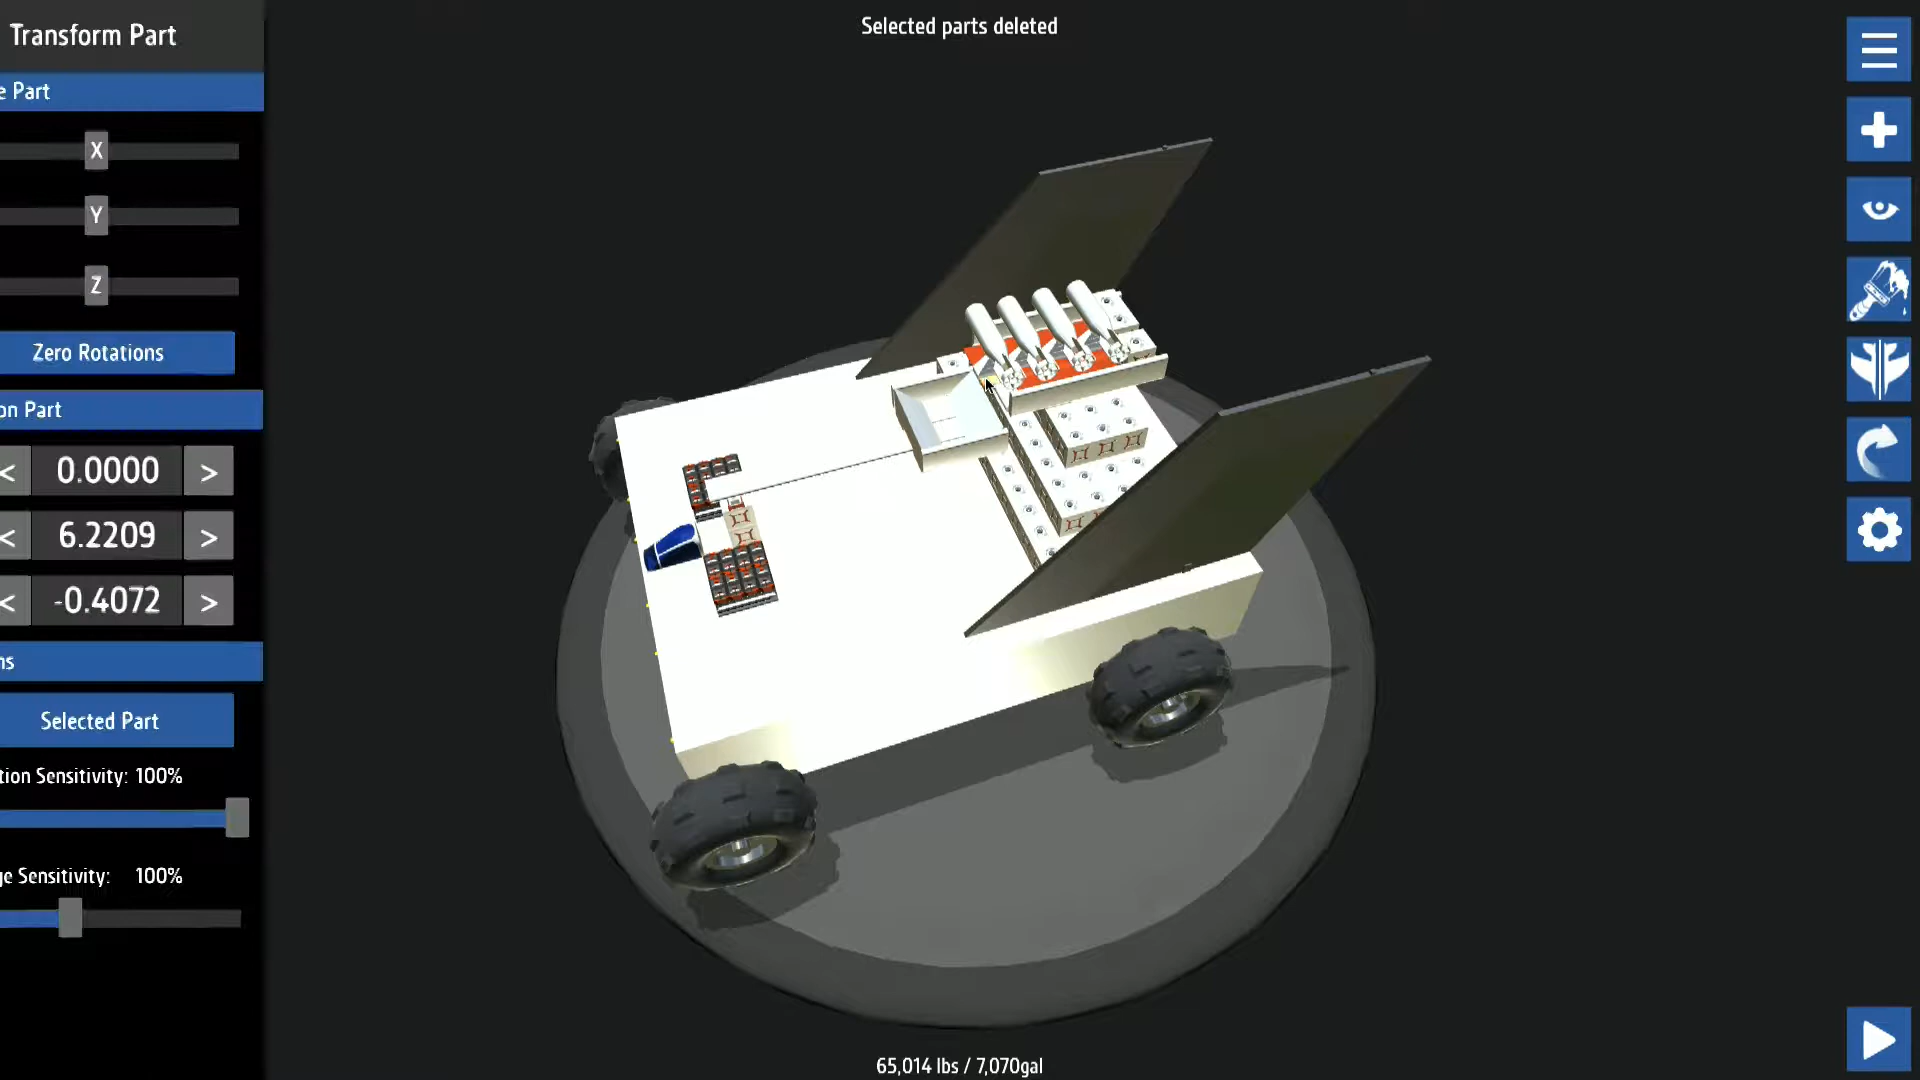 Selected parts deleted
Transform Part
e Part
X
Y
Z
Zero Rotations
on Part
< 0.0000 >
< 6.2209 >
< -0.4072 >
ns
Selected Part
tion Sensitivity: 100%
ge Sensitivity: 100%
65,014 lbs / 7,070gal